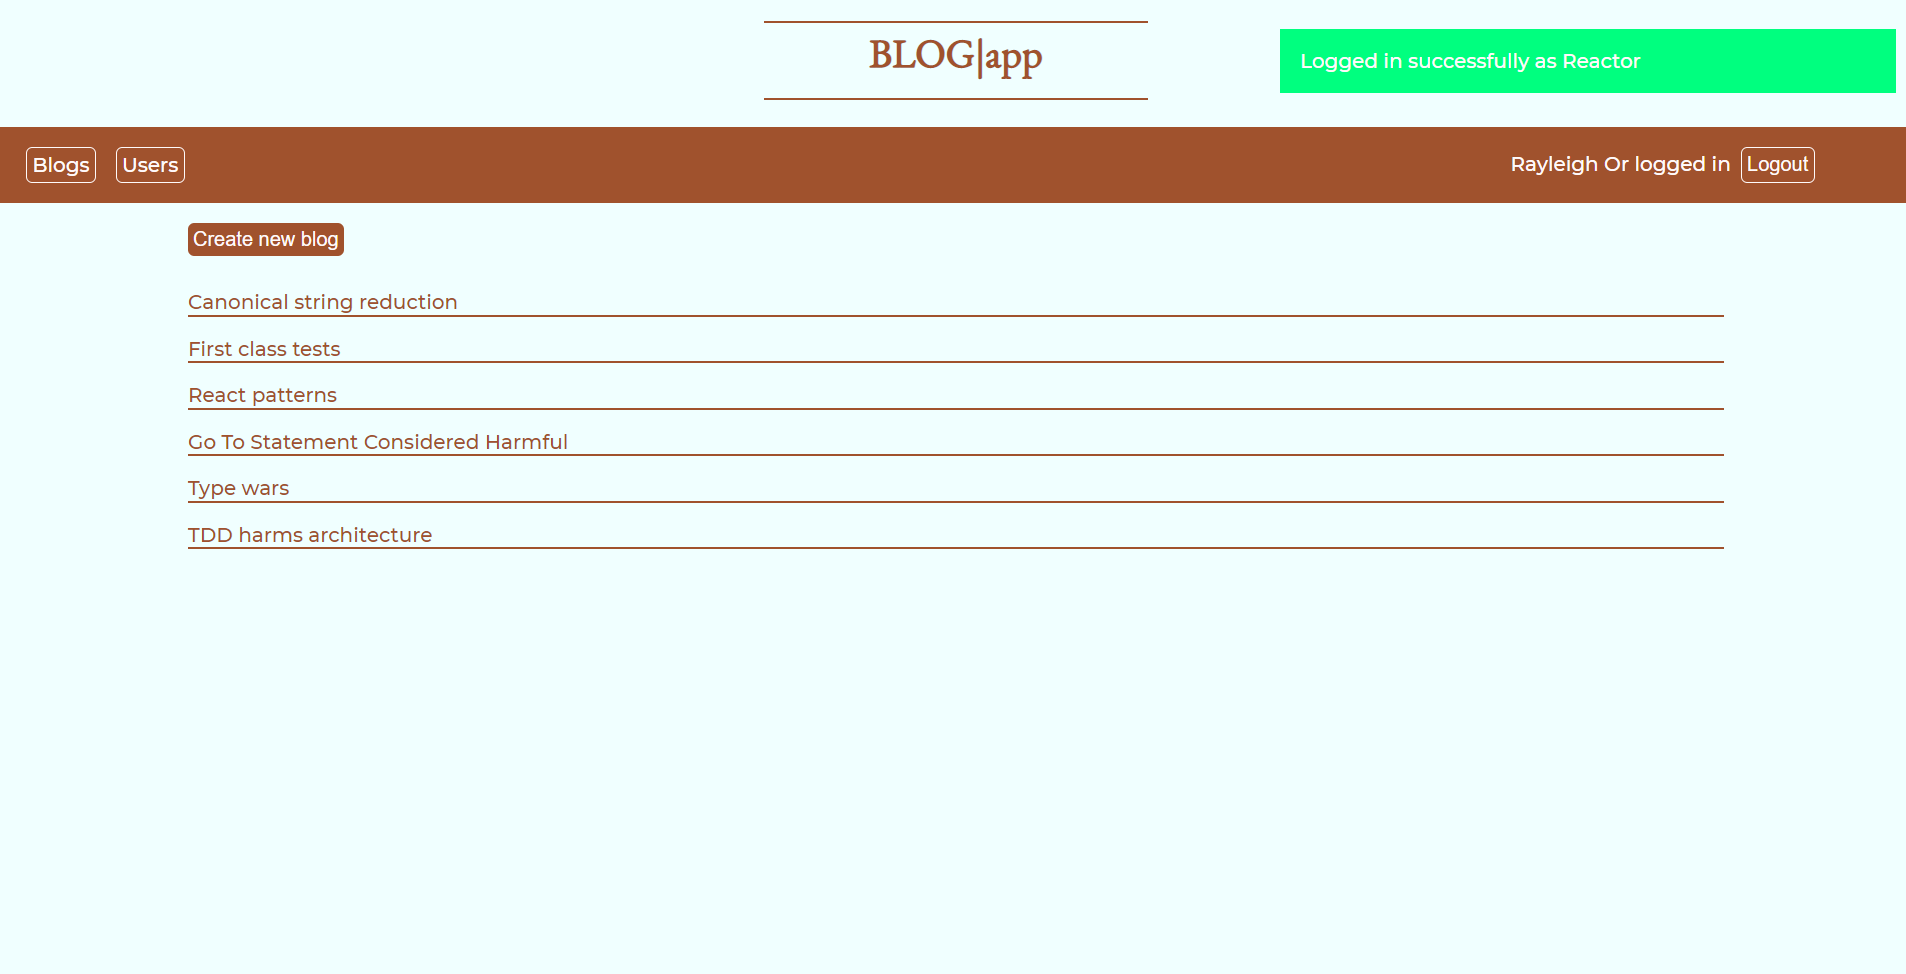 BLOG|app
Logged in successfully as Reactor
Blogs Users Rayleigh Or logged in Logout
Create new blog
Canonical string reduction
First class tests
React patterns
Go To Statement Considered Harmful
Type wars
TDD harms architecture